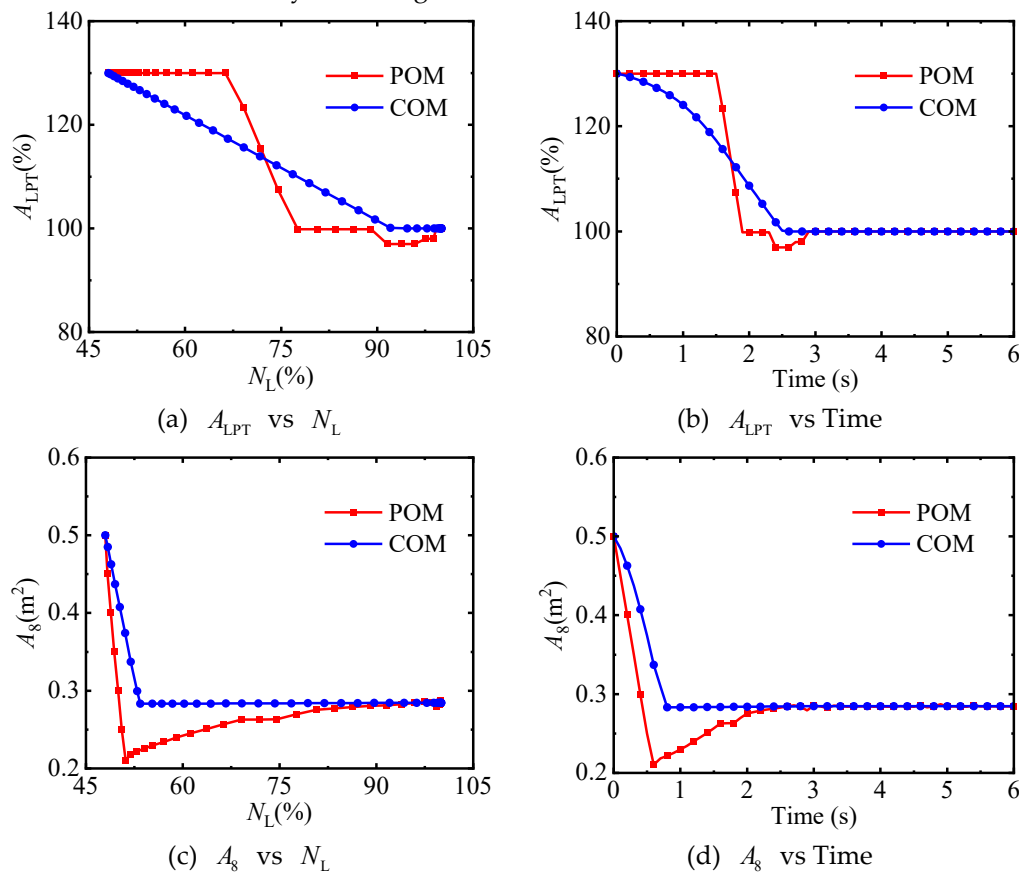 140
120
100
80
A_LPT(%)
POM
COM
45 60 75 90 105
N_L(%)
(a) A_LPT vs N_L
140
120
100
80
A_LPT(%)
POM
COM
0 1 2 3 4 5 6
Time (s)
(b) A_LPT vs Time
0.6
0.5
0.4
0.3
0.2
A_8(m²)
POM
COM
45 60 75 90 105
N_L(%)
(c) A_8 vs N_L
0.6
0.5
0.4
0.3
0.2
A_8(m²)
POM
COM
0 1 2 3 4 5 6
Time (s)
(d) A_8 vs Time